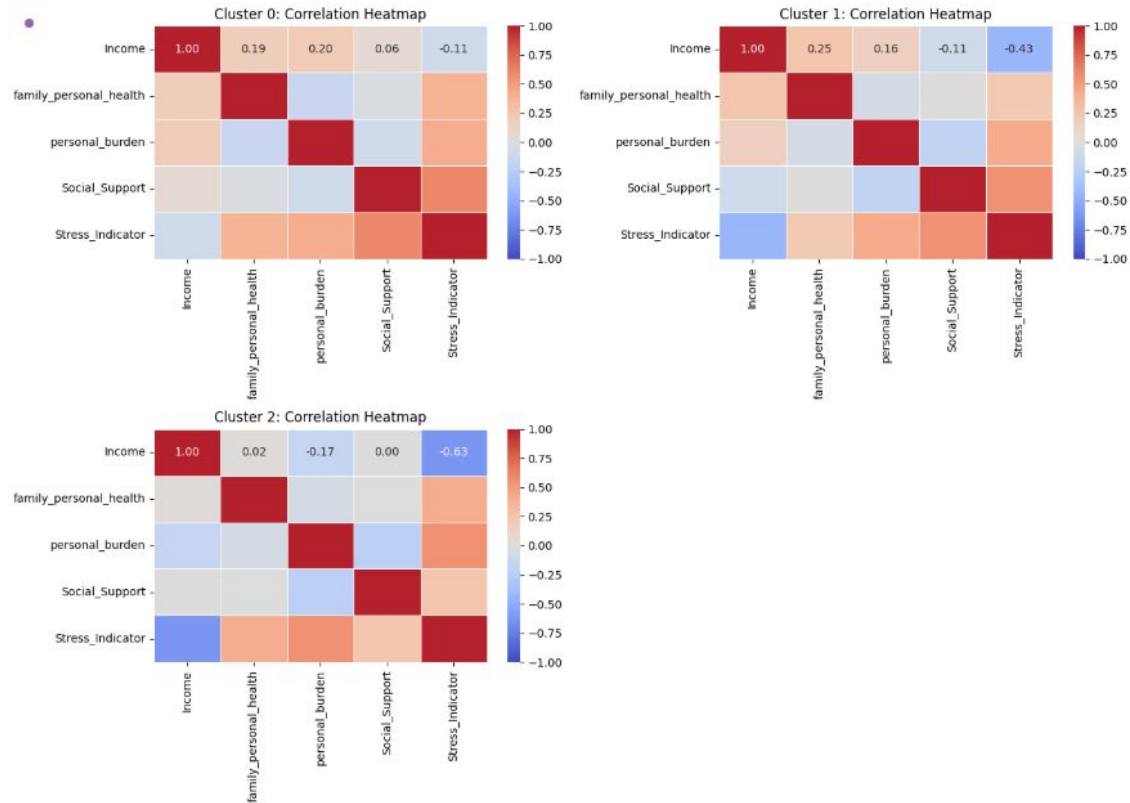 Cluster 0: Correlation Heatmap
Income
1.00 0.19 0.20 0.06 -0.11
family_personal_health
personal_burden
Social_Support
Stress_Indicator
Income
family_personal_health
personal_burden
Social_Support
Stress_Indicator
1.00
0.75
0.50
0.25
0.00
−0.25
−0.50
−0.75
−1.00
Cluster 1: Correlation Heatmap
Income
1.00 0.25 0.16 -0.11 -0.43
family_personal_health
personal_burden
Social_Support
Stress_Indicator
Income
family_personal_health
personal_burden
Social_Support
Stress_Indicator
1.00
0.75
0.50
0.25
0.00
−0.25
−0.50
−0.75
−1.00
Cluster 2: Correlation Heatmap
Income
1.00 0.02 -0.17 0.00 -0.63
family_personal_health
personal_burden
Social_Support
Stress_Indicator
Income
family_personal_health
personal_burden
Social_Support
Stress_Indicator
1.00
0.75
0.50
0.25
0.00
−0.25
−0.50
−0.75
−1.00